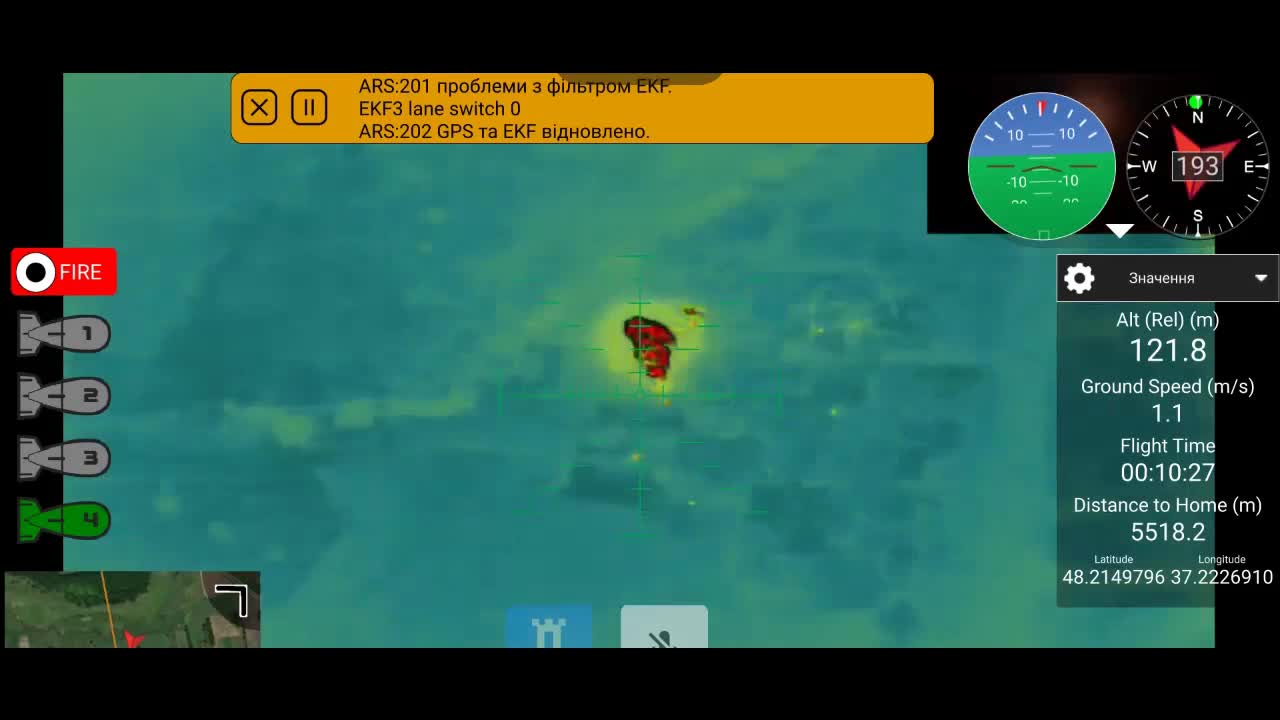 ARS:201 проблеми з фільтром EKF.
EKF3 lane switch 0
ARS:202 GPS та EKF відновлено.
10 10
-10 -10
N
W 193 E
S
FIRE
1
2
3
4
Значення
Alt (Rel) (m)
121.8
Ground Speed (m/s)
1.1
Flight Time
00:10:27
Distance to Home (m)
5518.2
Latitude Longitude
48.2149796 37.2226910